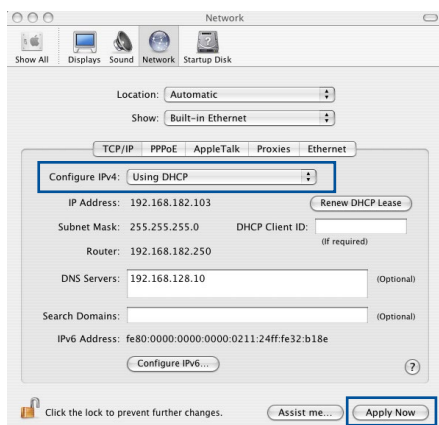 Network
Show All Displays Sound Network Startup Disk
Location: Automatic
Show: Built-in Ethernet
TCP/IP PPPoE AppleTalk Proxies Ethernet
Configure IPv4: Using DHCP
IP Address: 192.168.182.103 Renew DHCP Lease
Subnet Mask: 255.255.255.0 DHCP Client ID:
(If required)
Router: 192.168.182.250
DNS Servers: 192.168.128.10 (Optional)
Search Domains: (Optional)
IPv6 Address: fe80:0000:0000:0000:0211:24ff:fe32:b18e
Configure IPv6... ?
Click the lock to prevent further changes. Assist me... Apply Now